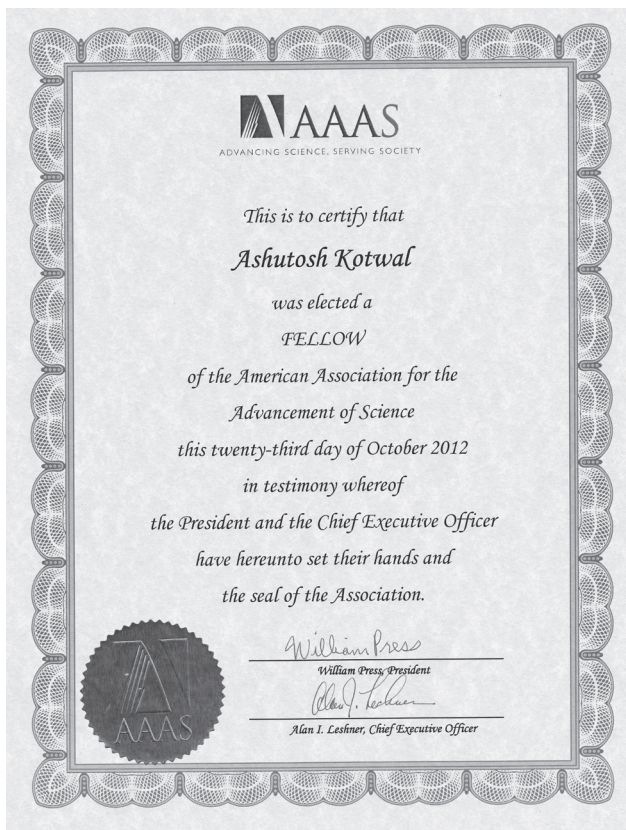 AAAS
ADVANCING SCIENCE, SERVING SOCIETY
This is to certify that
Ashutosh Kotwal
was elected a
FELLOW
of the American Association for the
Advancement of Science
this twenty-third day of October 2012
in testimony whereof
the President and the Chief Executive Officer
have hereunto set their hands and
the seal of the Association.
William Press
William Press, President
Alan I. Leshner
Alan I. Leshner, Chief Executive Officer
AAAS